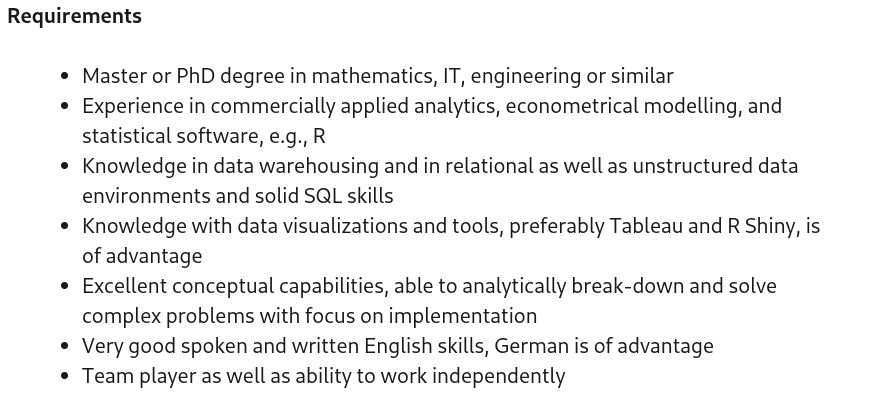 Requirements
• Master or PhD degree in mathematics, IT, engineering or similar
• Experience in commercially applied analytics, econometrical modelling, and
statistical software, e.g., R
• Knowledge in data warehousing and in relational as well as unstructured data
environments and solid SQL skills
• Knowledge with data visualizations and tools, preferably Tableau and R Shiny, is
of advantage
• Excellent conceptual capabilities, able to analytically break-down and solve
complex problems with focus on implementation
• Very good spoken and written English skills, German is of advantage
• Team player as well as ability to work independently